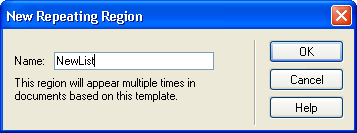 New Repeating Region
Name: NewList
This region will appear multiple times in
documents based on this template.
OK
Cancel
Help